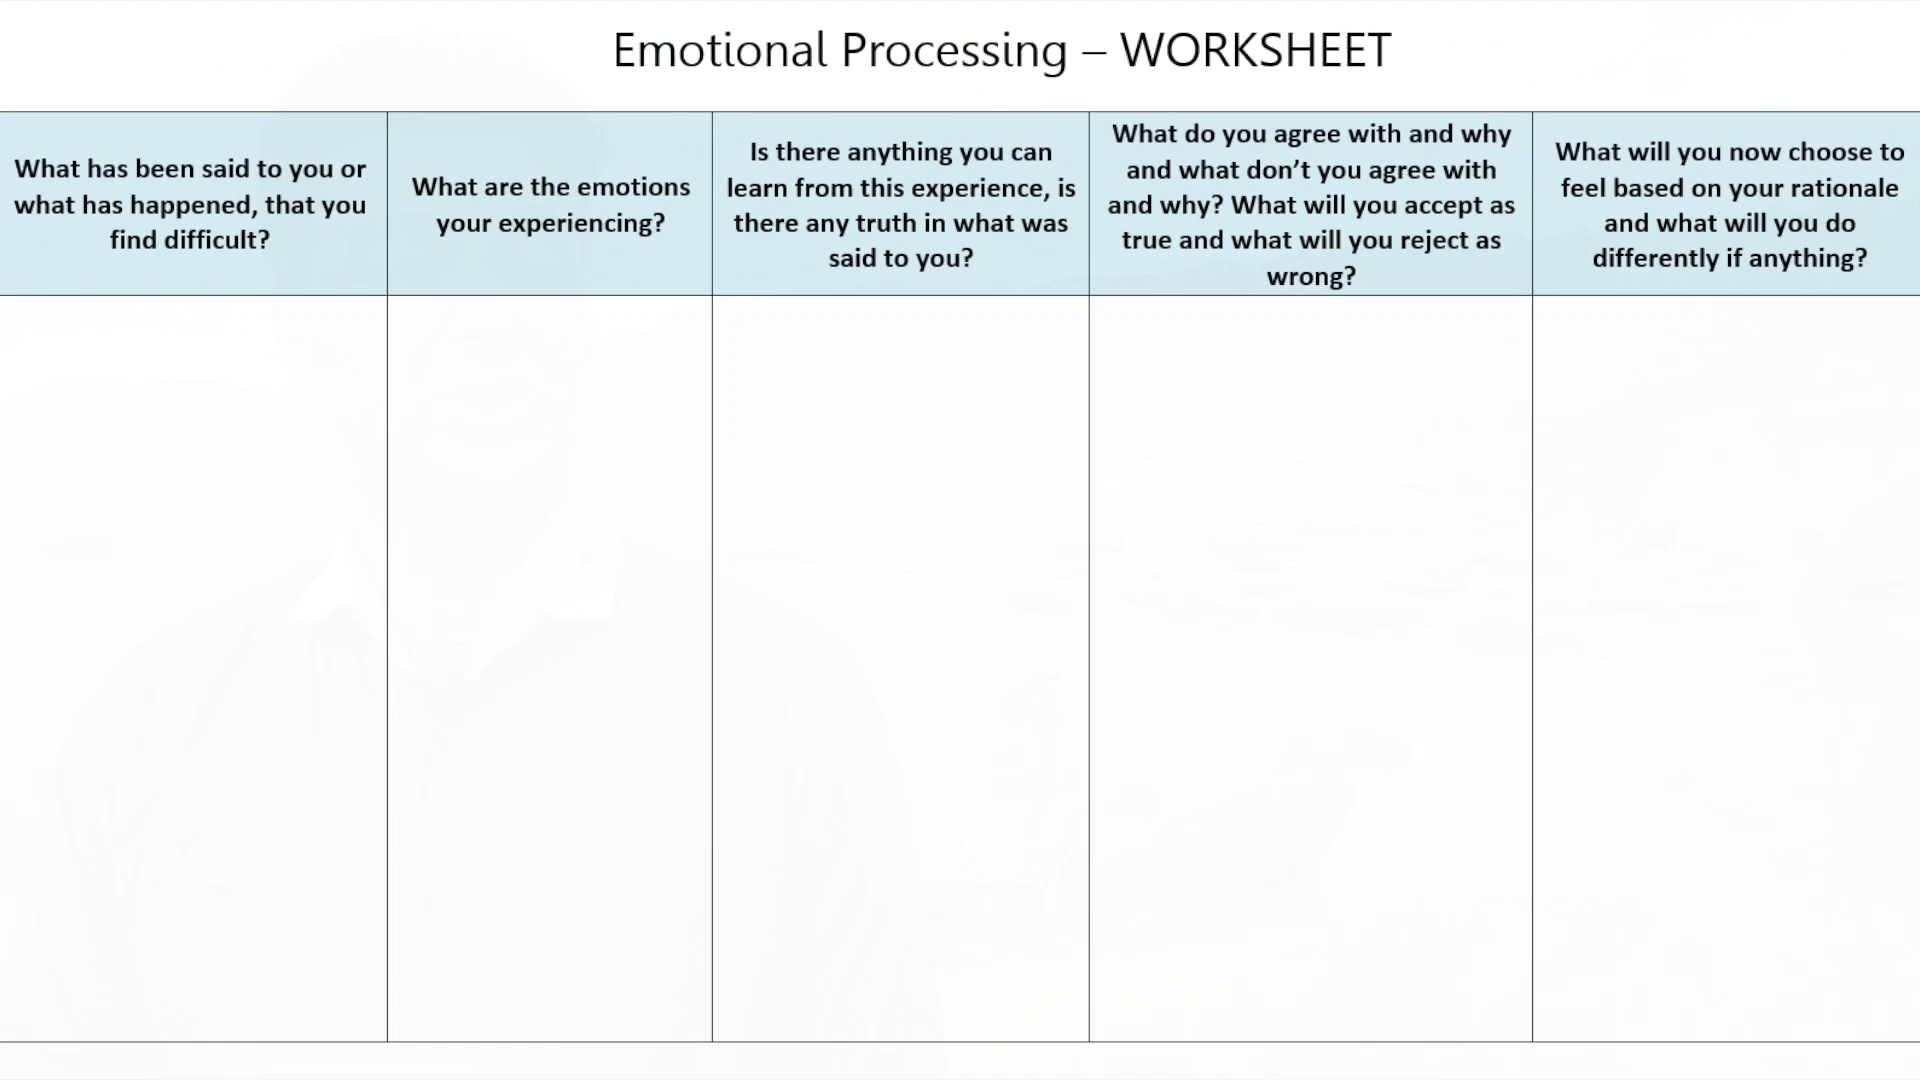 Emotional Processing – WORKSHEET
What has been said to you or
what has happened, that you
find difficult?
What are the emotions
your experiencing?
Is there anything you can
learn from this experience, is
there any truth in what was
said to you?
What do you agree with and why
and what don’t you agree with
and why? What will you accept as
true and what will you reject as
wrong?
What will you now choose to
feel based on your rationale
and what will you do
differently if anything?